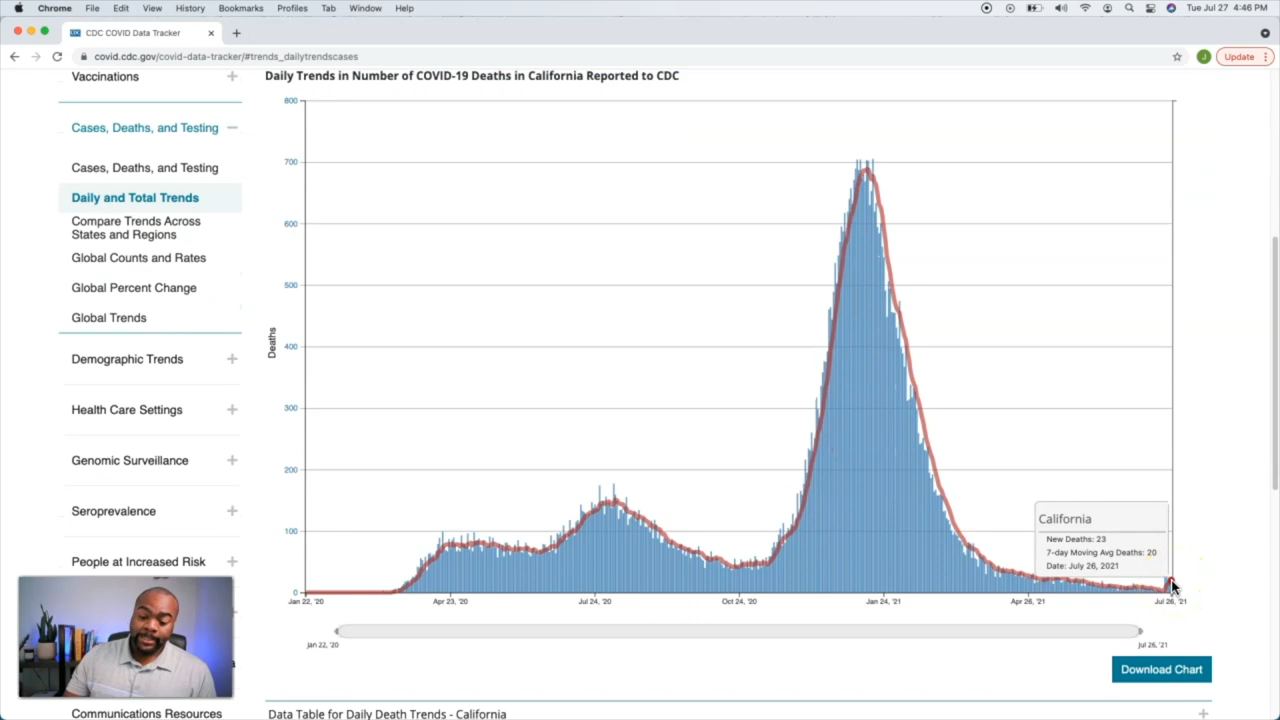 Chrome File Edit View History Bookmarks Profiles Tab Window Help Tue Jul 27 4:46 PM
CDC COVID Data Tracker
covid.cdc.gov/covid-data-tracker/#trends_dailytrendscases
J Update
Vaccinations
Cases, Deaths, and Testing
Cases, Deaths, and Testing
Daily and Total Trends
Compare Trends Across
States and Regions
Global Counts and Rates
Global Percent Change
Global Trends
Demographic Trends
Health Care Settings
Genomic Surveillance
Seroprevalence
People at Increased Risk
Communications Resources
Daily Trends in Number of COVID-19 Deaths in California Reported to CDC
800
700
600
500
400
300
200
100
0
Deaths
California
New Deaths: 23
7-day Moving Avg Deaths: 20
Date: July 26, 2021
Jan 22, '20 Apr 23, '20 Jul 24, '20 Oct 24, '20 Jan 24, '21 Apr 26, '21 Jul 26, '21
Jan 22, '20 Jul 26, '21
Download Chart
Data Table for Daily Death Trends - California